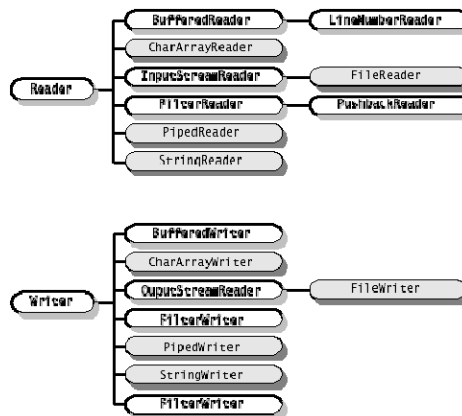 BufferedReader
LineNumberReader
CharArrayReader
Reader
InputStreamReader
FileReader
FilterReader
PushbackReader
PipedReader
StringReader
BufferedWriter
CharArrayWriter
Writer
OuputStreamReader
FileWriter
FilterWriter
PipedWriter
StringWriter
FilterWriter